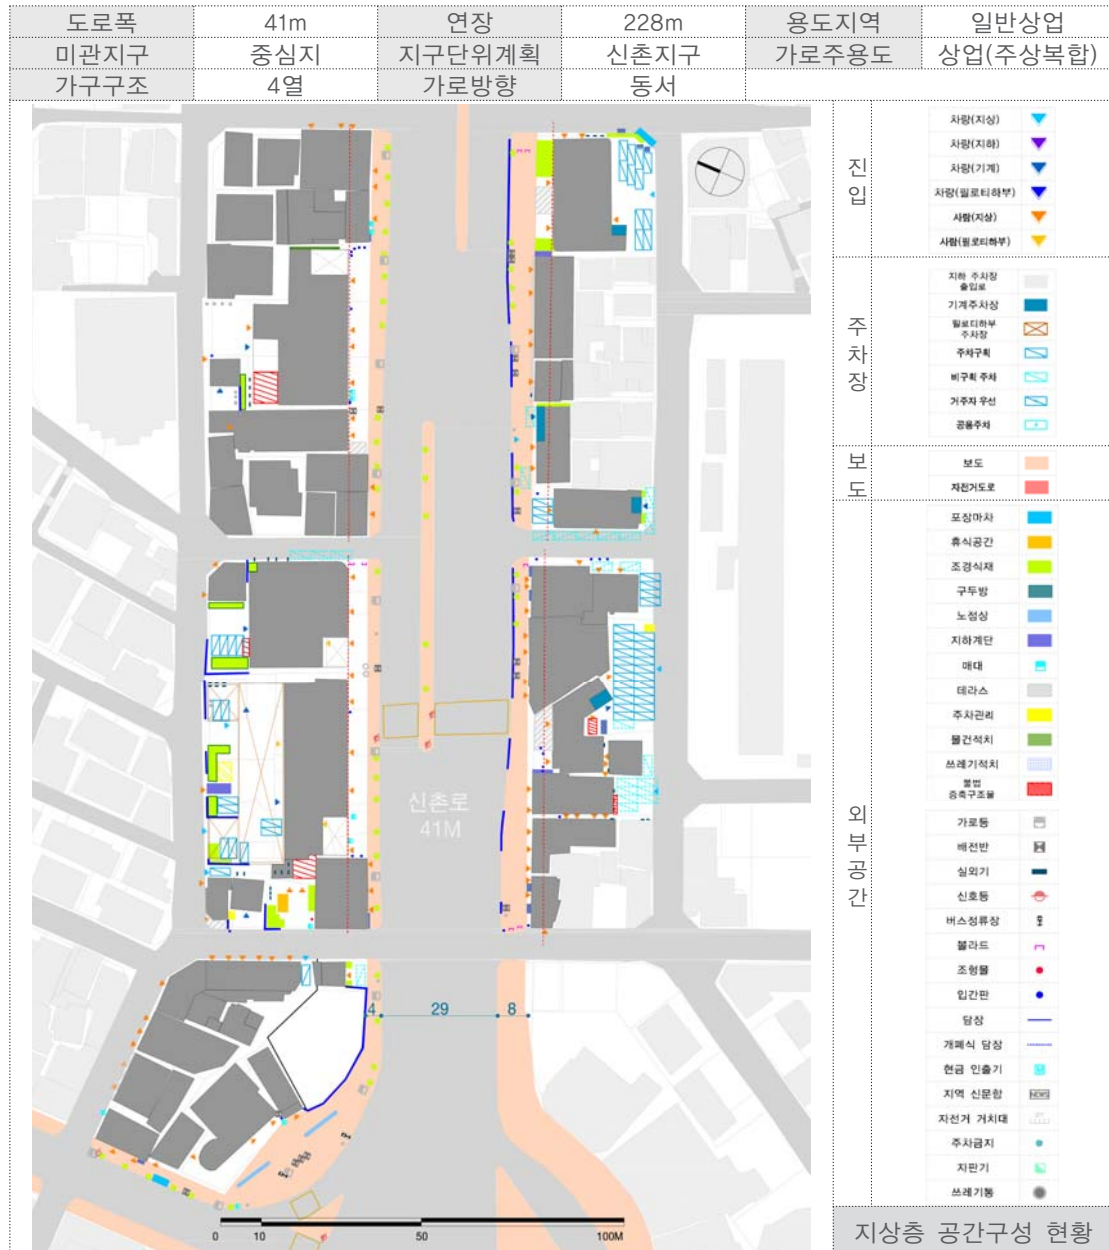 도로폭 41m 연장 228m 용도지역 일반상업
미관지구 중심지 지구단위계획 신촌지구 가로주용도 상업(주상복합)
가구구조 4열 가로방향 동서
진입
차량(지상)
차량(지하)
차량(기계)
차량(필로티하부)
사람(지상)
사람(필로티하부)
주차장
지하 주차장
출입로
기계주차장
필로티하부
주차장
주차구획
비구획 주차
거주자 우선
공용주차
보도
보도
자전거도로
외부공간
포장마차
휴식공간
조경식재
구두방
노점상
지하계단
매대
테라스
주차관리
물건적치
쓰레기적치
불법
증축구조물
가로등
배전반
실외기
신호등
버스정류장
볼라드
조형물
입간판
담장
개폐식 담장
현금 인출기
지역 신문함 NEWS
자전거 거치대
주차금지
자판기
쓰레기통
신촌로
41M
4 29 8
0 10 50 100M
지상층 공간구성 현황